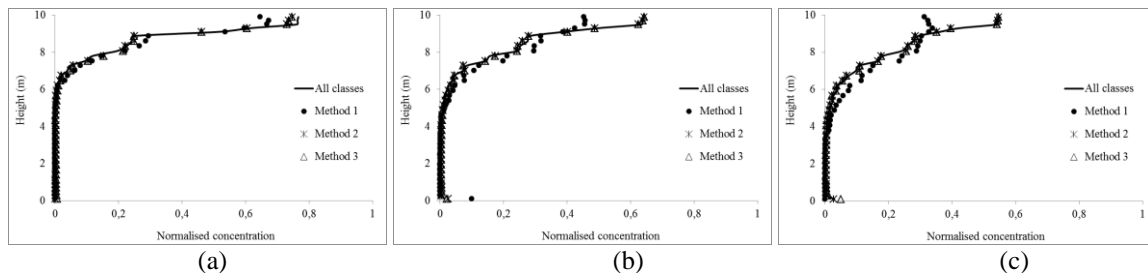 10
8
6
4
2
0
Height (m)
All classes
Method 1
Method 2
Method 3
0 0,2 0,4 0,6 0,8 1
Normalised concentration
(a)
10
8
6
4
2
0
Height (m)
All classes
Method 1
Method 2
Method 3
0 0,2 0,4 0,6 0,8 1
Normalised concentration
(b)
10
8
6
4
2
0
Height (m)
All classes
Method 1
Method 2
Method 3
0 0,2 0,4 0,6 0,8 1
Normalised concentration
(c)